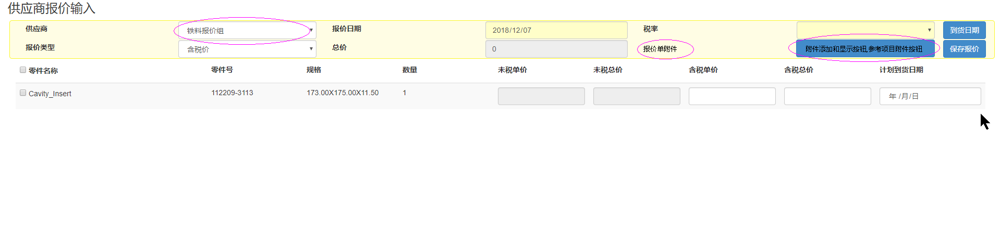 供应商报价输入
供应商 铁料报价组 报价日期 2018/12/07 税率 到货日期
报价类型 含税价 总价 0 报价单附件 附件添加和显示按钮,参考项目附件按钮 保存报价
零件名称 零件号 规格 数量 未税单价 未税总价 含税单价 含税总价 计划到货日期
Cavity_Insert 112209-3113 173.00X175.00X11.50 1 年 /月/日